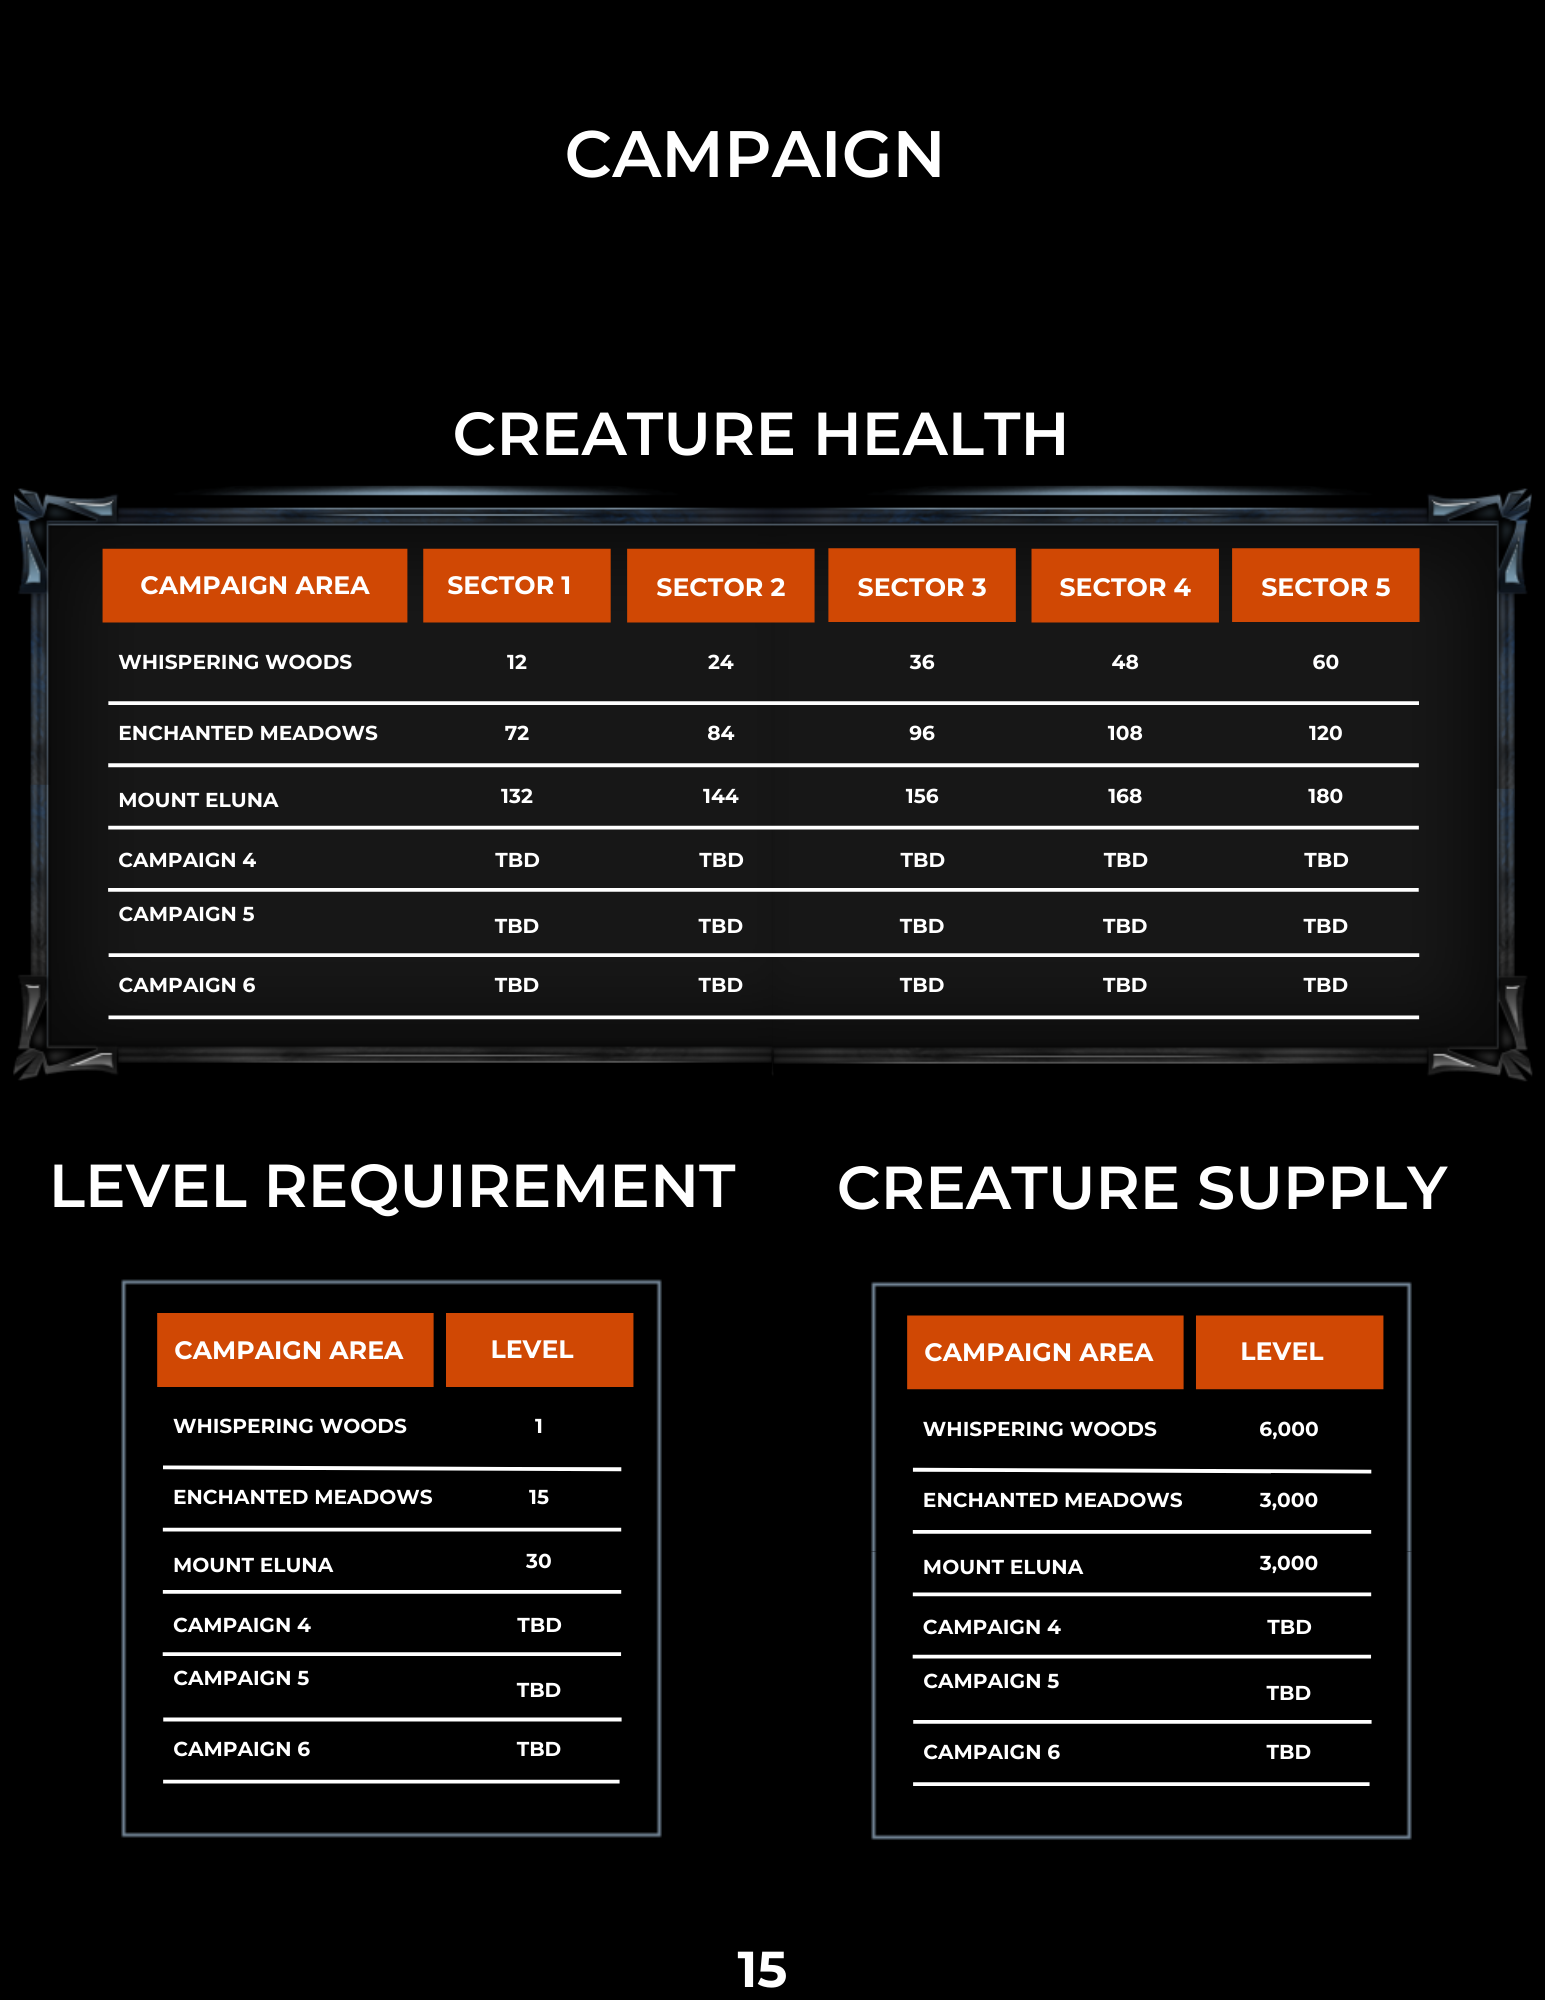 CAMPAIGN
CREATURE HEALTH
CAMPAIGN AREA SECTOR 1 SECTOR 2 SECTOR 3 SECTOR 4 SECTOR 5
WHISPERING WOODS 12 24 36 48 60
ENCHANTED MEADOWS 72 84 96 108 120
MOUNT ELUNA 132 144 156 168 180
CAMPAIGN 4 TBD TBD TBD TBD TBD
CAMPAIGN 5 TBD TBD TBD TBD TBD
CAMPAIGN 6 TBD TBD TBD TBD TBD
LEVEL REQUIREMENT
CAMPAIGN AREA LEVEL
WHISPERING WOODS 1
ENCHANTED MEADOWS 15
MOUNT ELUNA 30
CAMPAIGN 4 TBD
CAMPAIGN 5 TBD
CAMPAIGN 6 TBD
CREATURE SUPPLY
CAMPAIGN AREA LEVEL
WHISPERING WOODS 6,000
ENCHANTED MEADOWS 3,000
MOUNT ELUNA 3,000
CAMPAIGN 4 TBD
CAMPAIGN 5 TBD
CAMPAIGN 6 TBD
15